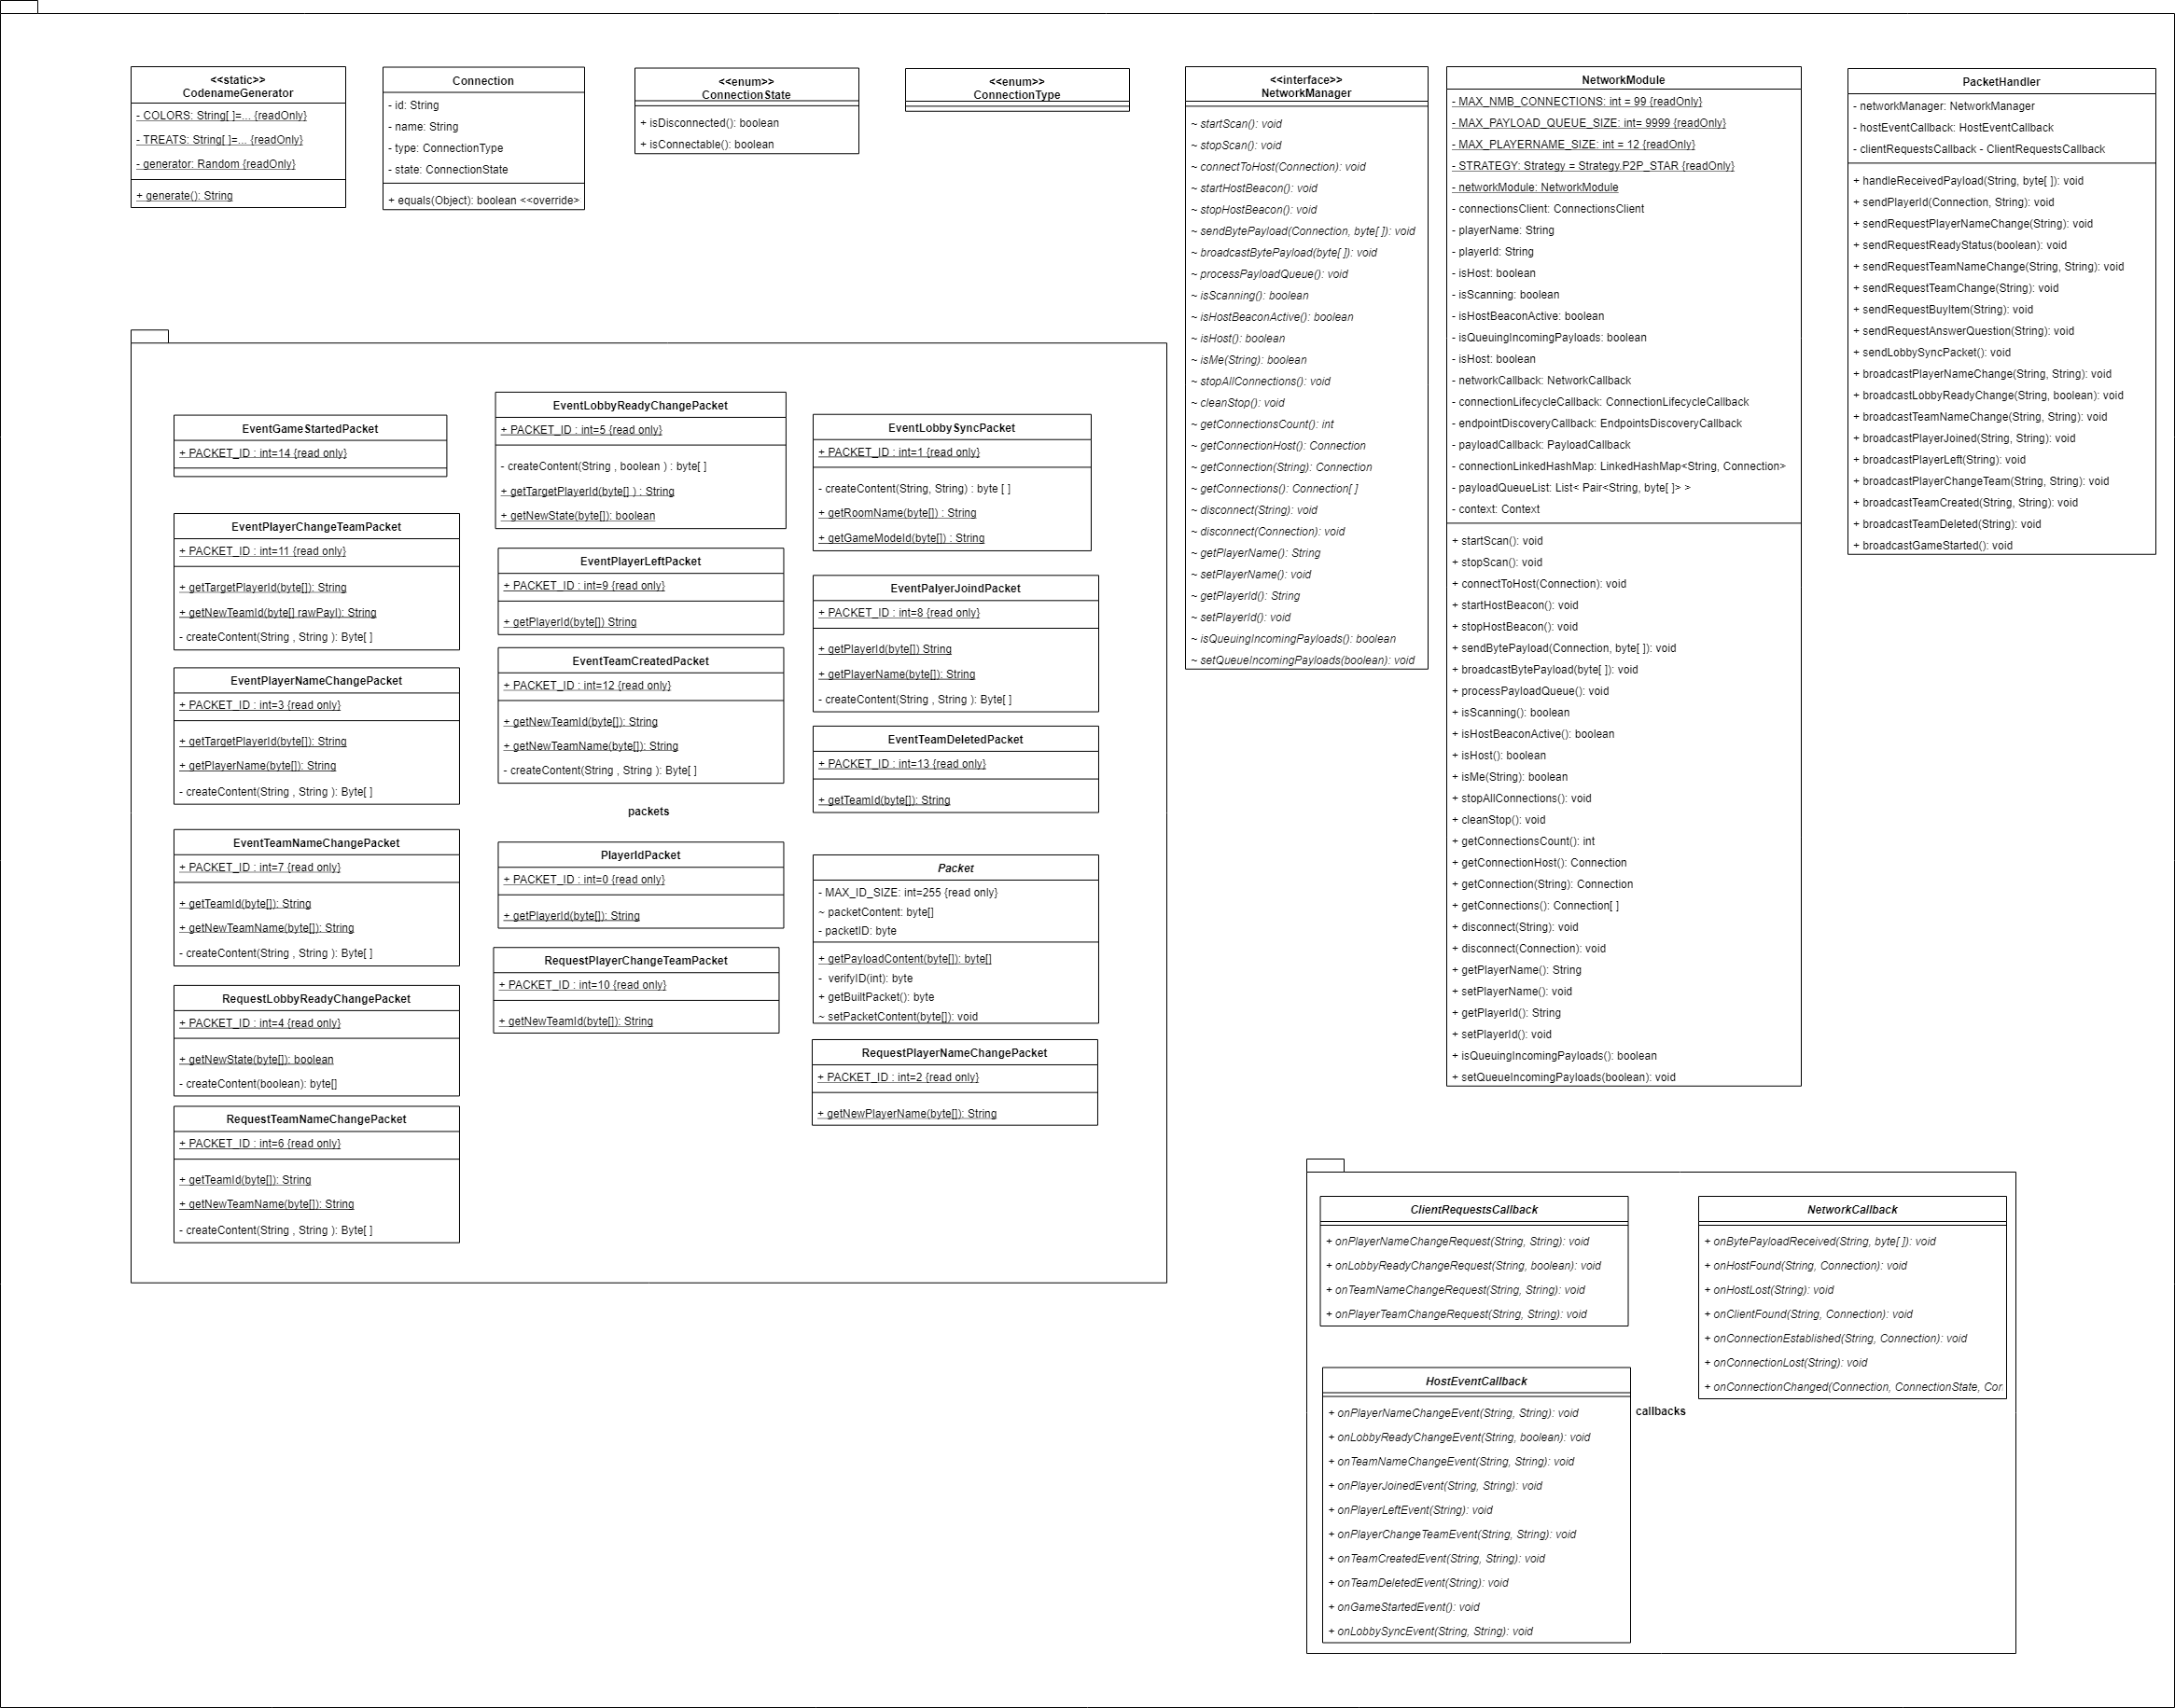 <<static>>
CodenameGenerator
- COLORS: String[ ]=... {readOnly}
- TREATS: String[ ]=... {readOnly}
- generator: Random {readOnly}
+ generate(): String
Connection
- id: String
- name: String
- type: ConnectionType
- state: ConnectionState
+ equals(Object): boolean <<override>>
<<enum>>
ConnectionState
+ isDisconnected(): boolean
+ isConnectable(): boolean
<<enum>>
ConnectionType
<<interface>>
NetworkManager
~ startScan(): void
~ stopScan(): void
~ connectToHost(Connection): void
~ startHostBeacon(): void
~ stopHostBeacon(): void
~ sendBytePayload(Connection, byte[ ]): void
~ broadcastBytePayload(byte[ ]): void
~ processPayloadQueue(): void
~ isScanning(): boolean
~ isHostBeaconActive(): boolean
~ isHost(): boolean
~ isMe(String): boolean
~ stopAllConnections(): void
~ cleanStop(): void
~ getConnectionsCount(): int
~ getConnectionHost(): Connection
~ getConnection(String): Connection
~ getConnections(): Connection[ ]
~ disconnect(String): void
~ disconnect(Connection): void
~ getPlayerName(): String
~ setPlayerName(): void
~ getPlayerId(): String
~ setPlayerId(): void
~ isQueuingIncomingPayloads(): boolean
~ setQueueIncomingPayloads(boolean): void
NetworkModule
- MAX_NMB_CONNECTIONS: int = 99 {readOnly}
- MAX_PAYLOAD_QUEUE_SIZE: int= 9999 {readOnly}
- MAX_PLAYERNAME_SIZE: int = 12 {readOnly}
- STRATEGY: Strategy = Strategy.P2P_STAR {readOnly}
- networkModule: NetworkModule
- connectionsClient: ConnectionsClient
- playerName: String
- playerId: String
- isHost: boolean
- isScanning: boolean
- isHostBeaconActive: boolean
- isQueuingIncomingPayloads: boolean
- isHost: boolean
- networkCallback: NetworkCallback
- connectionLifecycleCallback: ConnectionLifecycleCallback
- endpointDiscoveryCallback: EndpointsDiscoveryCallback
- payloadCallback: PayloadCallback
- connectionLinkedHashMap: LinkedHashMap<String, Connection>
- payloadQueueList: List< Pair<String, byte[ ]> >
- context: Context
+ startScan(): void
+ stopScan(): void
+ connectToHost(Connection): void
+ startHostBeacon(): void
+ stopHostBeacon(): void
+ sendBytePayload(Connection, byte[ ]): void
+ broadcastBytePayload(byte[ ]): void
+ processPayloadQueue(): void
+ isScanning(): boolean
+ isHostBeaconActive(): boolean
+ isHost(): boolean
+ isMe(String): boolean
+ stopAllConnections(): void
+ cleanStop(): void
+ getConnectionsCount(): int
+ getConnectionHost(): Connection
+ getConnection(String): Connection
+ getConnections(): Connection[ ]
+ disconnect(String): void
+ disconnect(Connection): void
+ getPlayerName(): String
+ setPlayerName(): void
+ getPlayerId(): String
+ setPlayerId(): void
+ isQueuingIncomingPayloads(): boolean
+ setQueueIncomingPayloads(boolean): void
PacketHandler
- networkManager: NetworkManager
- hostEventCallback: HostEventCallback
- clientRequestsCallback - ClientRequestsCallback
+ handleReceivedPayload(String, byte[ ]): void
+ sendPlayerId(Connection, String): void
+ sendRequestPlayerNameChange(String): void
+ sendRequestReadyStatus(boolean): void
+ sendRequestTeamNameChange(String, String): void
+ sendRequestTeamChange(String): void
+ sendRequestBuyItem(String): void
+ sendRequestAnswerQuestion(String): void
+ sendLobbySyncPacket(): void
+ broadcastPlayerNameChange(String, String): void
+ broadcastLobbyReadyChange(String, boolean): void
+ broadcastTeamNameChange(String, String): void
+ broadcastPlayerJoined(String, String): void
+ broadcastPlayerLeft(String): void
+ broadcastPlayerChangeTeam(String, String): void
+ broadcastTeamCreated(String, String): void
+ broadcastTeamDeleted(String): void
+ broadcastGameStarted(): void
EventGameStartedPacket
+ PACKET_ID : int=14 {read only}
EventPlayerChangeTeamPacket
+ PACKET_ID : int=11 {read only}
+ getTargetPlayerId(byte[]): String
+ getNewTeamId(byte[] rawPayl): String
- createContent(String , String ): Byte[ ]
EventPlayerNameChangePacket
+ PACKET_ID : int=3 {read only}
+ getTargetPlayerId(byte[]): String
+ getPlayerName(byte[]): String
- createContent(String , String ): Byte[ ]
EventTeamNameChangePacket
+ PACKET_ID : int=7 {read only}
+ getTeamId(byte[]): String
+ getNewTeamName(byte[]): String
- createContent(String , String ): Byte[ ]
RequestLobbyReadyChangePacket
+ PACKET_ID : int=4 {read only}
+ getNewState(byte[]): boolean
- createContent(boolean): byte[]
RequestTeamNameChangePacket
+ PACKET_ID : int=6 {read only}
+ getTeamId(byte[]): String
+ getNewTeamName(byte[]): String
- createContent(String , String ): Byte[ ]
EventLobbyReadyChangePacket
+ PACKET_ID : int=5 {read only}
- createContent(String , boolean ) : byte[ ]
+ getTargetPlayerId(byte[] ) : String
+ getNewState(byte[]): boolean
EventPlayerLeftPacket
+ PACKET_ID : int=9 {read only}
+ getPlayerId(byte[]) String
EventTeamCreatedPacket
+ PACKET_ID : int=12 {read only}
+ getNewTeamId(byte[]): String
+ getNewTeamName(byte[]): String
- createContent(String , String ): Byte[ ]
packets
PlayerIdPacket
+ PACKET_ID : int=0 {read only}
+ getPlayerId(byte[]): String
RequestPlayerChangeTeamPacket
+ PACKET_ID : int=10 {read only}
+ getNewTeamId(byte[]): String
EventLobbySyncPacket
+ PACKET_ID : int=1 {read only}
- createContent(String, String) : byte [ ]
+ getRoomName(byte[]) : String
+ getGameModeId(byte[]) : String
EventPalyerJoindPacket
+ PACKET_ID : int=8 {read only}
+ getPlayerId(byte[]) String
+ getPlayerName(byte[]): String
- createContent(String , String ): Byte[ ]
EventTeamDeletedPacket
+ PACKET_ID : int=13 {read only}
+ getTeamId(byte[]): String
Packet
- MAX_ID_SIZE: int=255 {read only}
~ packetContent: byte[]
- packetID: byte
+ getPayloadContent(byte[]): byte[]
- verifyID(int): byte
+ getBuiltPacket(): byte
~ setPacketContent(byte[]): void
RequestPlayerNameChangePacket
+ PACKET_ID : int=2 {read only}
+ getNewPlayerName(byte[]): String
ClientRequestsCallback
+ onPlayerNameChangeRequest(String, String): void
+ onLobbyReadyChangeRequest(String, boolean): void
+ onTeamNameChangeRequest(String, String): void
+ onPlayerTeamChangeRequest(String, String): void
NetworkCallback
+ onBytePayloadReceived(String, byte[ ]): void
+ onHostFound(String, Connection): void
+ onHostLost(String): void
+ onClientFound(String, Connection): void
+ onConnectionEstablished(String, Connection): void
+ onConnectionLost(String): void
+ onConnectionChanged(Connection, ConnectionState, Con
HostEventCallback
+ onPlayerNameChangeEvent(String, String): void
+ onLobbyReadyChangeEvent(String, boolean): void
+ onTeamNameChangeEvent(String, String): void
+ onPlayerJoinedEvent(String, String): void
+ onPlayerLeftEvent(String): void
+ onPlayerChangeTeamEvent(String, String): void
+ onTeamCreatedEvent(String, String): void
+ onTeamDeletedEvent(String): void
+ onGameStartedEvent(): void
+ onLobbySyncEvent(String, String): void
callbacks